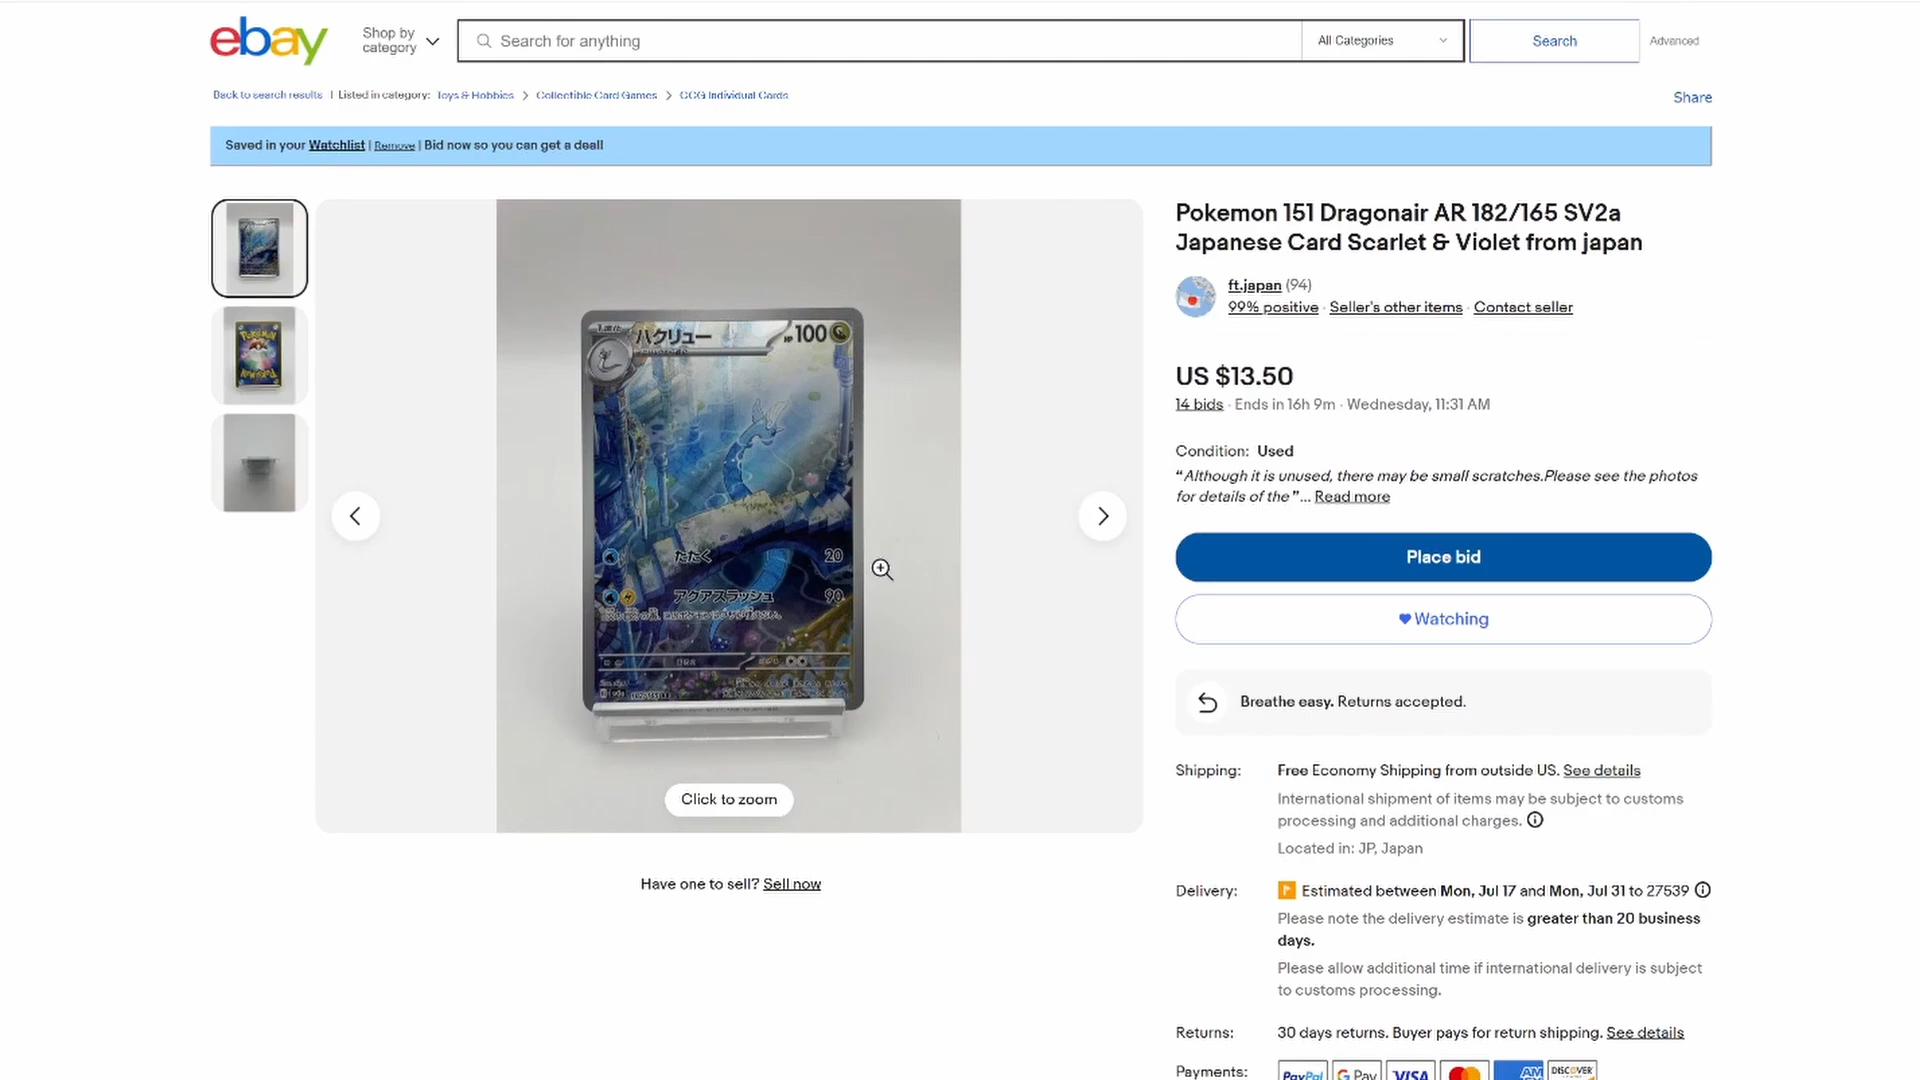 ebay
Shop by
category
Search for anything
All Categories
Search
Advanced
Back to search results | Listed in category: Toys & Hobbies > Collectible Card Games > CCG Individual Cards
Share
Saved in your Watchlist | Remove | Bid now so you can get a deal!
Pokemon 151 Dragonair AR 182/165 SV2a
Japanese Card Scarlet & Violet from japan
ft.japan (94)
99% positive · Seller's other items · Contact seller
US $13.50
14 bids · Ends in 16h 9m · Wednesday, 11:31 AM
Condition: Used
“Although it is unused, there may be small scratches.Please see the photos
for details of the”... Read more
Place bid
Watching
Breathe easy. Returns accepted.
Shipping: Free Economy Shipping from outside US. See details
International shipment of items may be subject to customs
processing and additional charges.
Located in: JP, Japan
Delivery: Estimated between Mon, Jul 17 and Mon, Jul 31 to 27539
Please note the delivery estimate is greater than 20 business
days.
Please allow additional time if international delivery is subject
to customs processing.
Returns: 30 days returns. Buyer pays for return shipping. See details
Payments: PayPal G Pay VISA AM DISCOVER
1進化 ハクリュー HP 100
たたく 20
アクアスラッシュ 90
Click to zoom
Have one to sell? Sell now